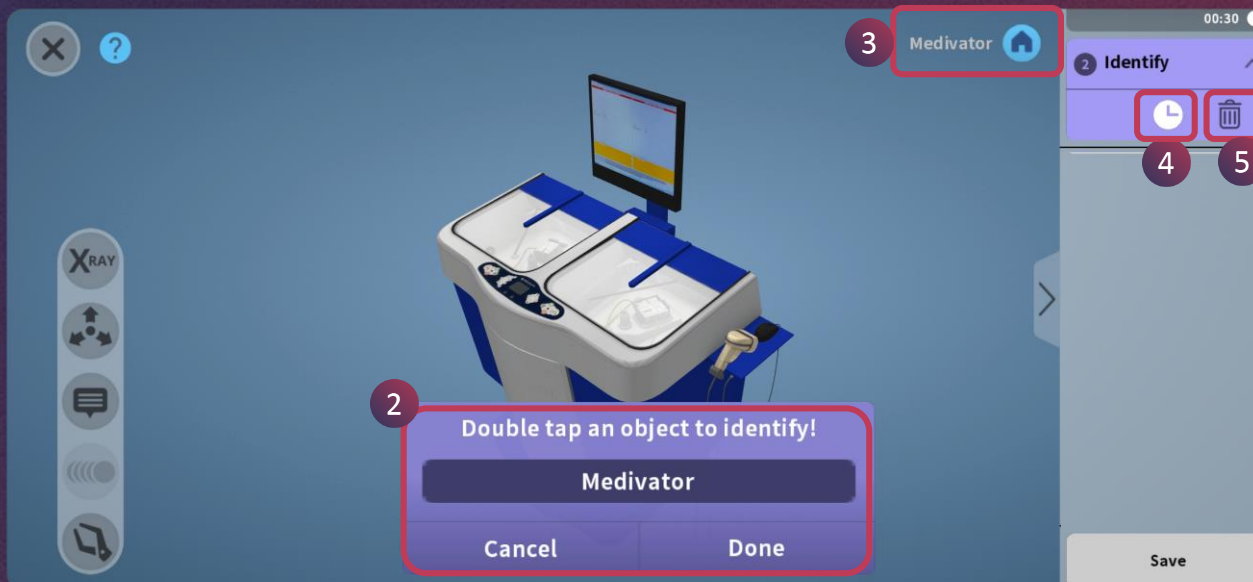 00:30
3
Medivator
2 Identify
4
5
?
XRAY
2
Double tap an object to identify!
Medivator
Cancel
Done
Save